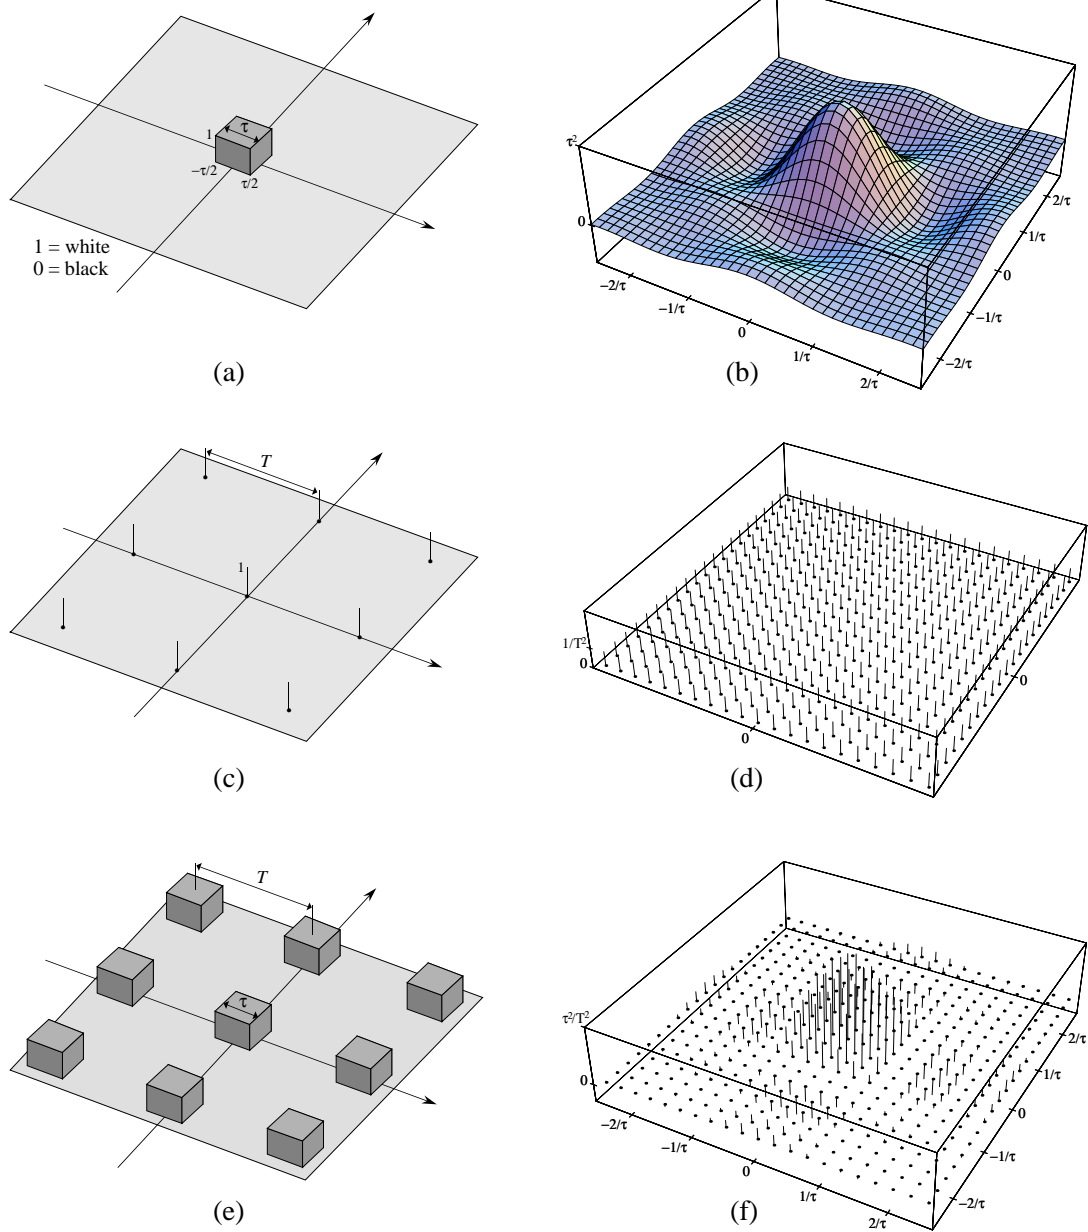 τ
1
−τ/2
τ/2
1 = white
0 = black
(a)
τ²
0
−2/τ
−1/τ
0
1/τ
2/τ
−2/τ
−1/τ
0
1/τ
2/τ
(b)
T
1
(c)
1/T²
0
0
0
(d)
T
τ
(e)
τ²/T²
0
−2/τ
−1/τ
0
1/τ
2/τ
−2/τ
−1/τ
0
1/τ
2/τ
(f)